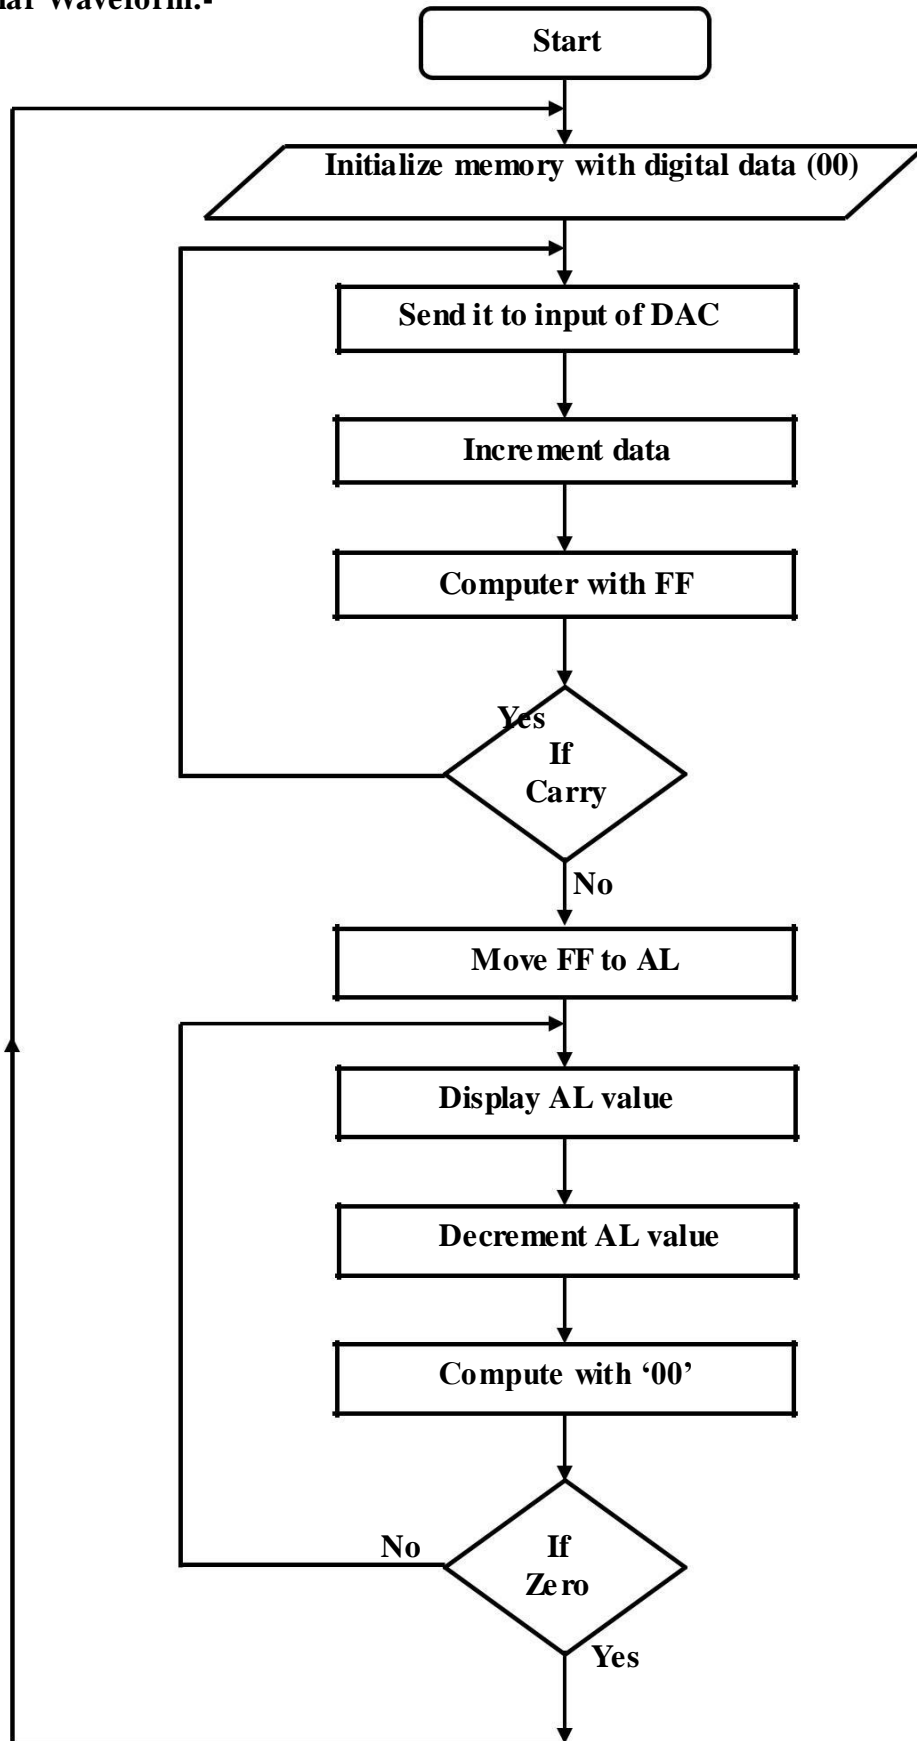 Waveform:-
Start
Initialize memory with digital data (00)
Send it to input of DAC
Increment data
Computer with FF
Yes
If
Carry
No
Move FF to AL
Display AL value
Decrement AL value
Compute with ‘00’
No
If
Zero
Yes